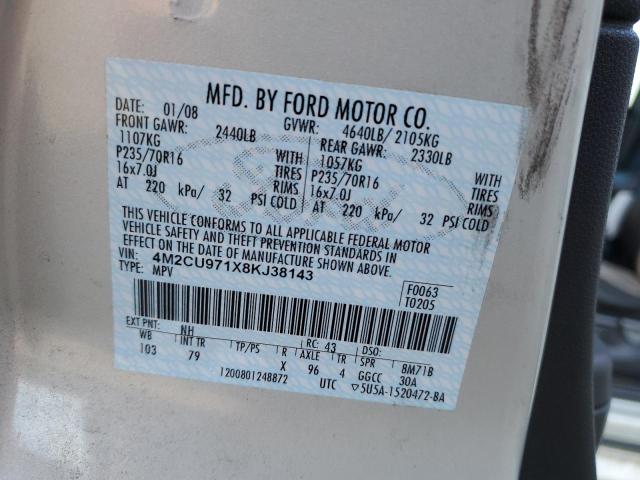 MFD. BY FORD MOTOR CO.
DATE: 01/08 GVWR: 4640LB/ 2105KG
FRONT GAWR: 2440LB REAR GAWR: 2330LB
1107KG WITH 1057KG WITH
P235/70R16 TIRES P235/70R16 TIRES
16x7.0J RIMS 16x7.0J RIMS
AT 220 kPa/ 32 PSI COLD AT 220 kPa/ 32 PSI COLD
THIS VEHICLE CONFORMS TO ALL APPLICABLE FEDERAL MOTOR
VEHICLE SAFETY AND THEFT PREVENTION STANDARDS IN
EFFECT ON THE DATE OF MANUFACTURE SHOWN ABOVE.
VIN: 4M2CU971X8KJ38143
TYPE: MPV
F0063
T0205
EXT PNT: NH RC: 43 DSO:
WB INT TR TP/PS R AXLE TR SPR 8M71B
103 79 X 96 4 GGCC 30A
1200801248872 UTC ▽5U5A-1520472-BA